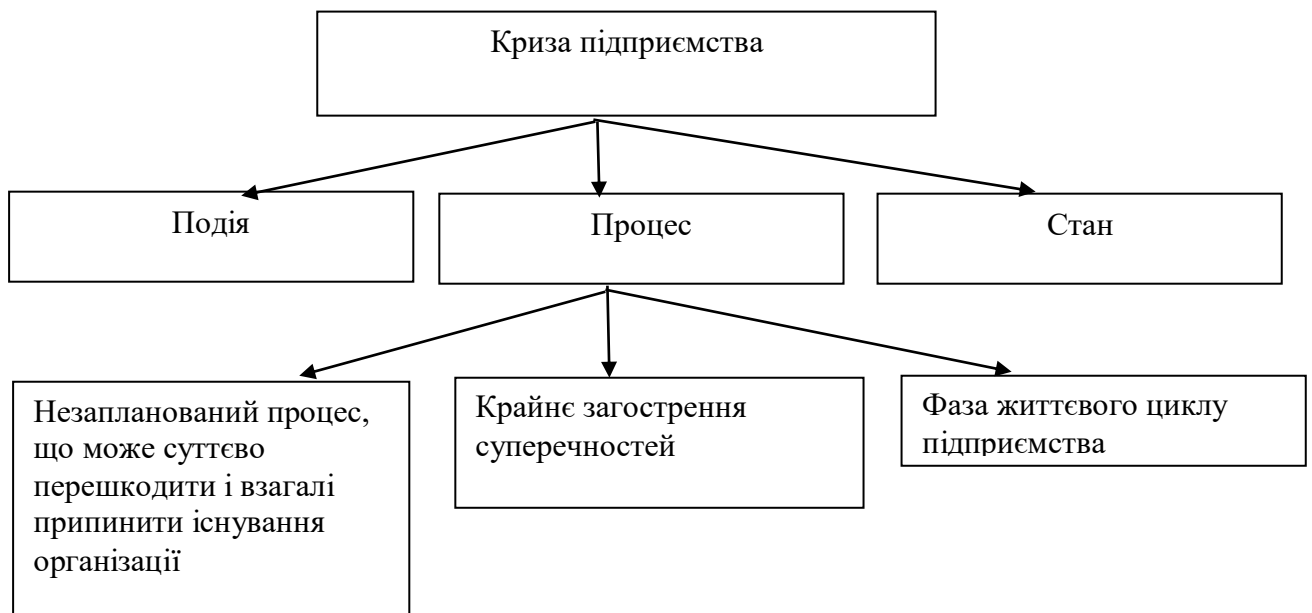 Криза підприємства
Подія
Процес
Стан
Незапланований процес,
що може суттєво
перешкодити і взагалі
припинити існування
організації
Крайнє загострення
суперечностей
Фаза життєвого циклу
підприємства